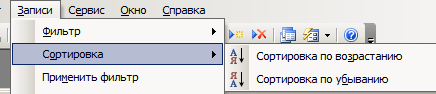 Записи Сервис Окно Справка
Фильтр
Сортировка
Сортировка по возрастанию
Применить фильтр
Сортировка по убыванию